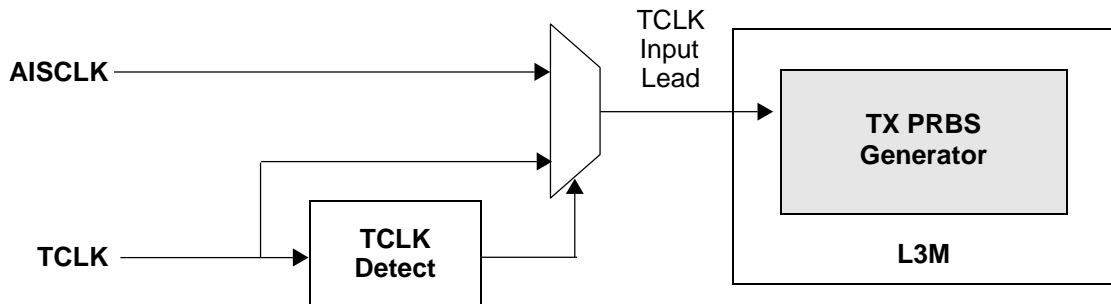 AISCLK
TCLK
Input
Lead
TX PRBS
Generator
TCLK
TCLK
Detect
L3M